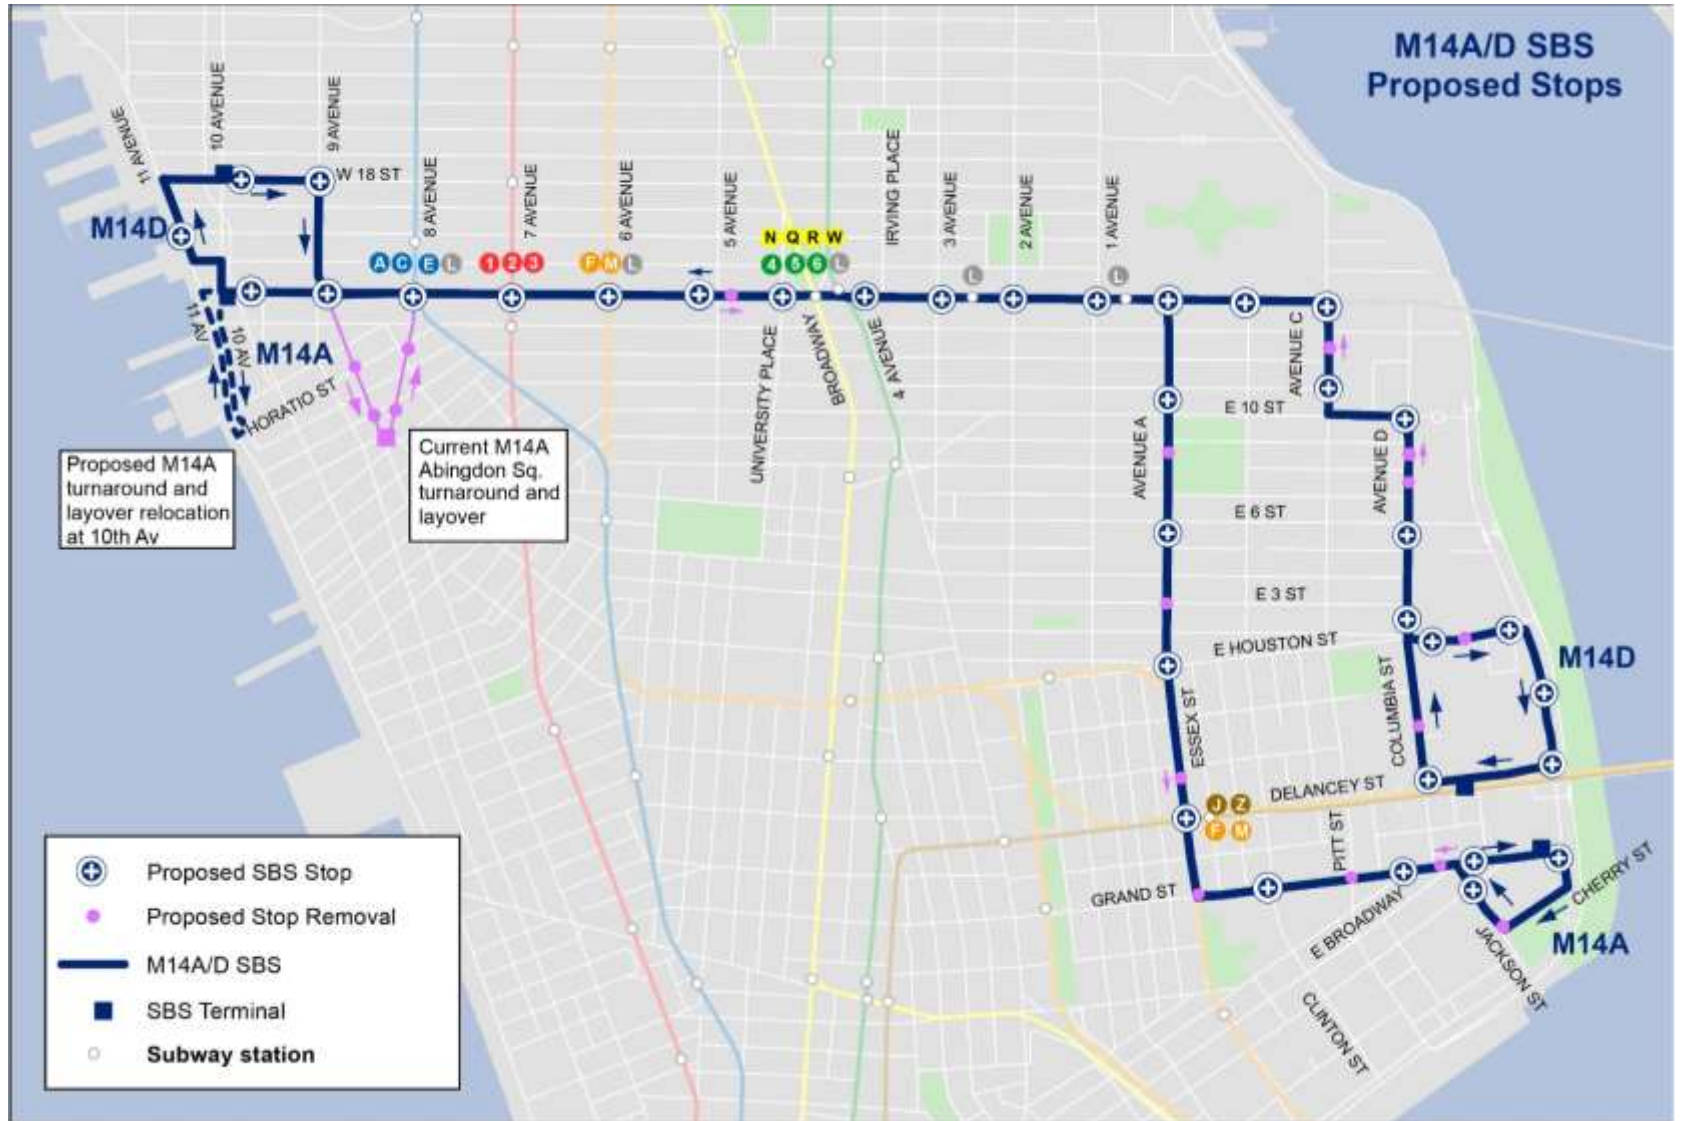 M14A/D SBS
Proposed Stops
11 AVENUE
10 AVENUE
9 AVENUE
W 18 ST
8 AVENUE
7 AVENUE
6 AVENUE
5 AVENUE
IRVING PLACE
3 AVENUE
2 AVENUE
1 AVENUE
M14D
N Q R W
A C E L
1 2 3
F M L
4 5 6 L
L
L
11 AV
10 AV
M14A
HORATIO ST
UNIVERSITY PLACE
BROADWAY
4 AVENUE
AVENUE C
E 10 ST
AVENUE A
AVENUE D
Proposed M14A
turnaround and
layover relocation
at 10th Av
Current M14A
Abingdon Sq.
turnaround and
layover
E 6 ST
E 3 ST
E HOUSTON ST
M14D
COLUMBIA ST
ESSEX ST
DELANCEY ST
J Z
F M
PITT ST
GRAND ST
E BROADWAY
CHERRY ST
M14A
JACKSON ST
CLINTON ST
Proposed SBS Stop
Proposed Stop Removal
M14A/D SBS
SBS Terminal
Subway station